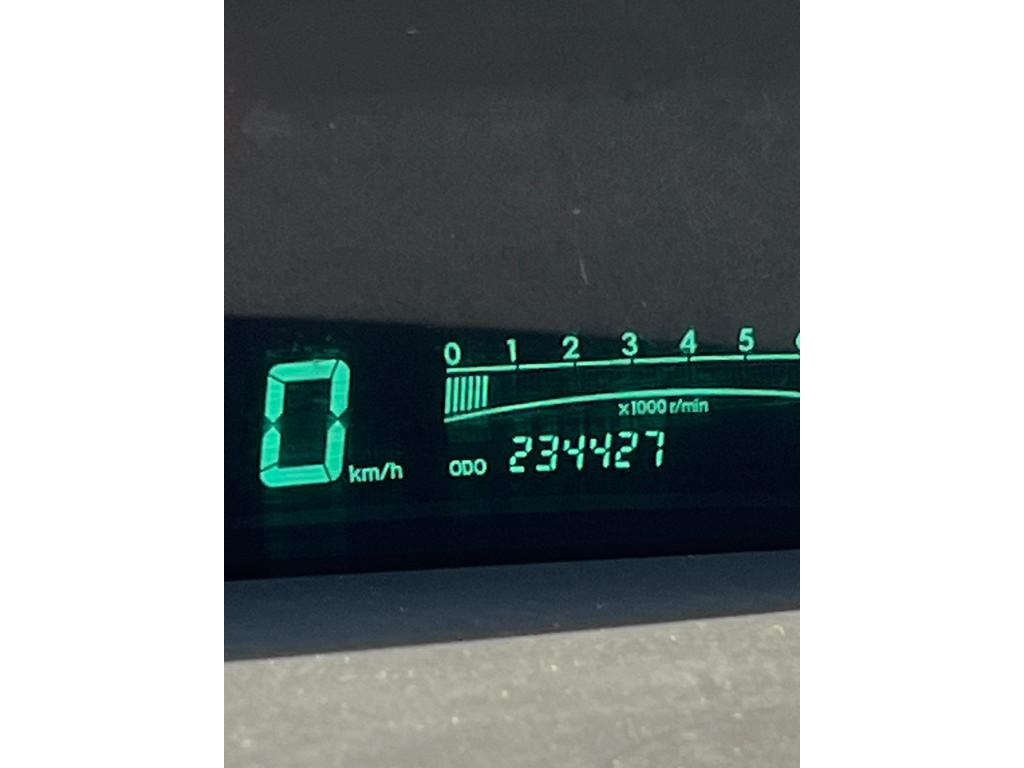 0 1 2 3 4 5
x1000 r/min
0 km/h
ODO 234427